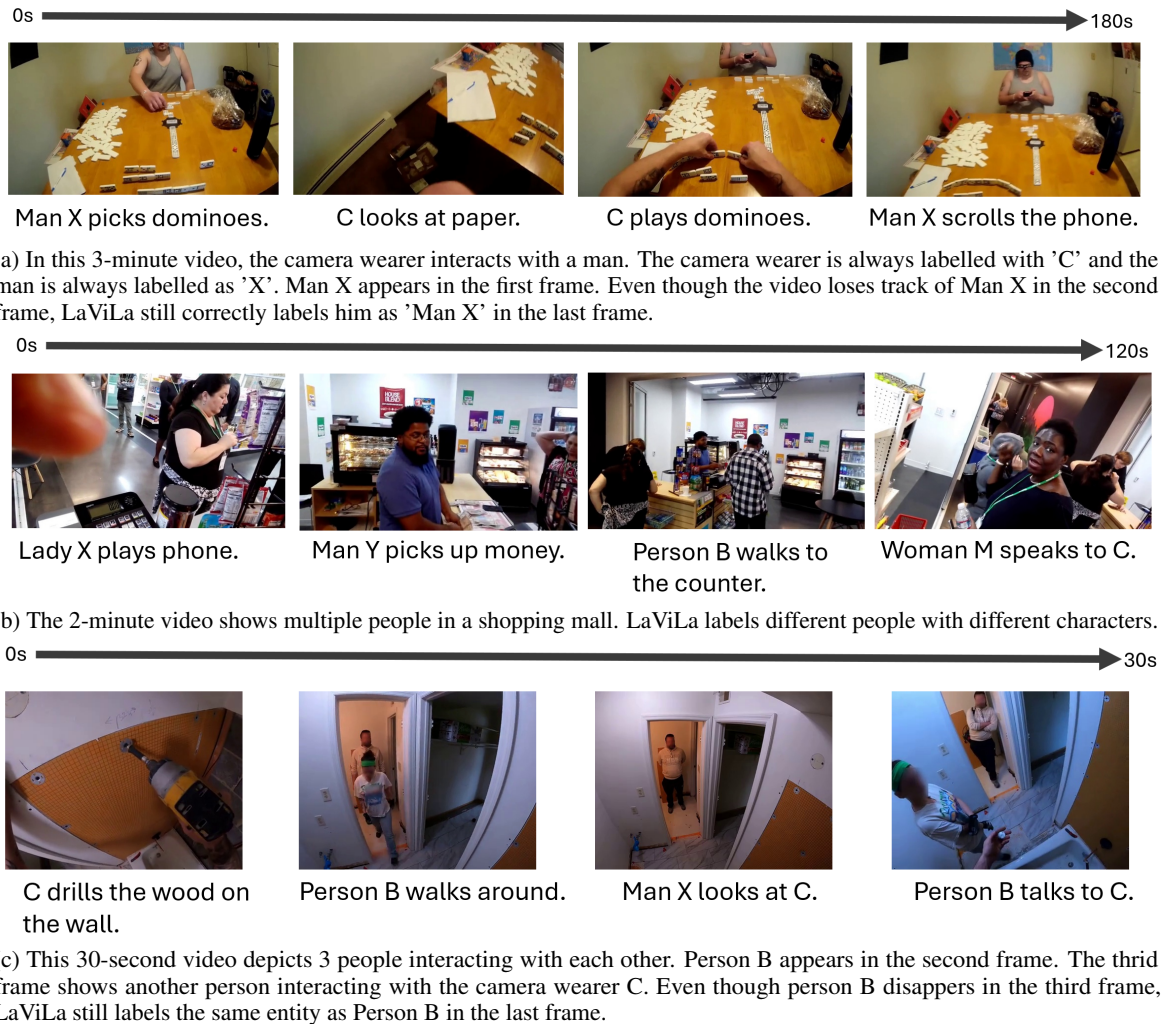 0s
180s
Man X picks dominoes.
C looks at paper.
C plays dominoes.
Man X scrolls the phone.
a) In this 3-minute video, the camera wearer interacts with a man. The camera wearer is always labelled with 'C' and the
man is always labelled as 'X'. Man X appears in the first frame. Even though the video loses track of Man X in the second
frame, LaViLa still correctly labels him as 'Man X' in the last frame.
0s
120s
HOUSE
BLEND
Lady X plays phone.
Man Y picks up money.
Person B walks to
the counter.
Woman M speaks to C.
b) The 2-minute video shows multiple people in a shopping mall. LaViLa labels different people with different characters.
0s
30s
C drills the wood on
the wall.
Person B walks around.
Man X looks at C.
Person B talks to C.
c) This 30-second video depicts 3 people interacting with each other. Person B appears in the second frame. The thrid
frame shows another person interacting with the camera wearer C. Even though person B disappers in the third frame,
LaViLa still labels the same entity as Person B in the last frame.